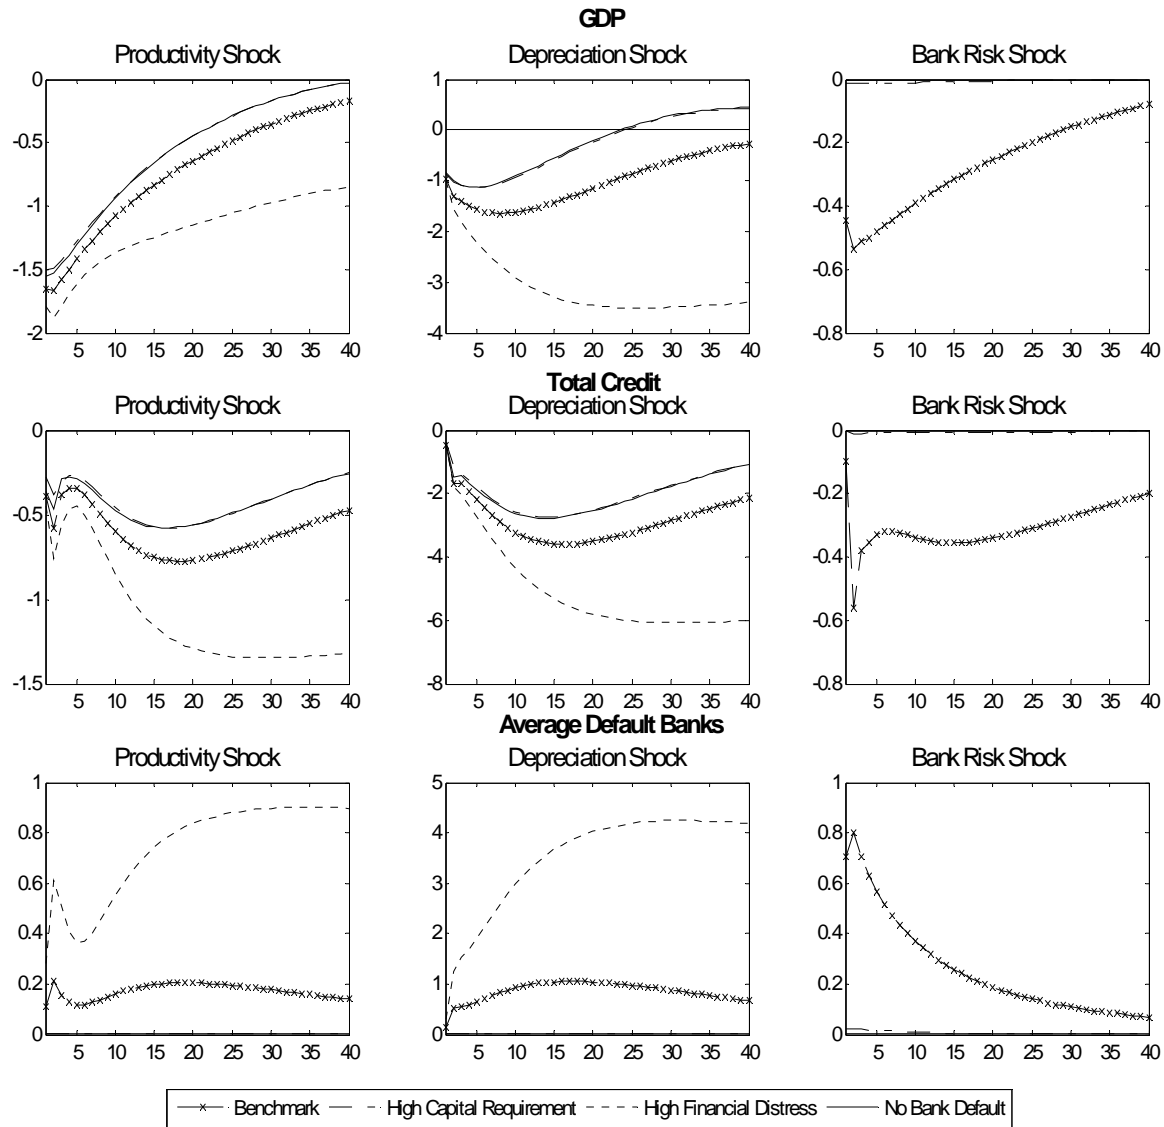 GDP
Productivity Shock Depreciation Shock Bank Risk Shock
0 1 0
-0.5 0 -0.2
-1 -1 -0.4
-1.5 -2 -0.6
-2 -3 -0.8
-4
5 10 15 20 25 30 35 40 5 10 15 20 25 30 35 40 5 10 15 20 25 30 35 40
Total Credit
Productivity Shock Depreciation Shock Bank Risk Shock
0 0 0
-0.5 -2 -0.2
-1 -4 -0.4
-1.5 -6 -0.6
-8 -0.8
5 10 15 20 25 30 35 40 5 10 15 20 25 30 35 40 5 10 15 20 25 30 35 40
Average Default Banks
Productivity Shock Depreciation Shock Bank Risk Shock
1 5 1
0.8 4 0.8
0.6 3 0.6
0.4 2 0.4
0.2 1 0.2
0 0 0
5 10 15 20 25 30 35 40 5 10 15 20 25 30 35 40 5 10 15 20 25 30 35 40
Benchmark High Capital Requirement High Financial Distress No Bank Default